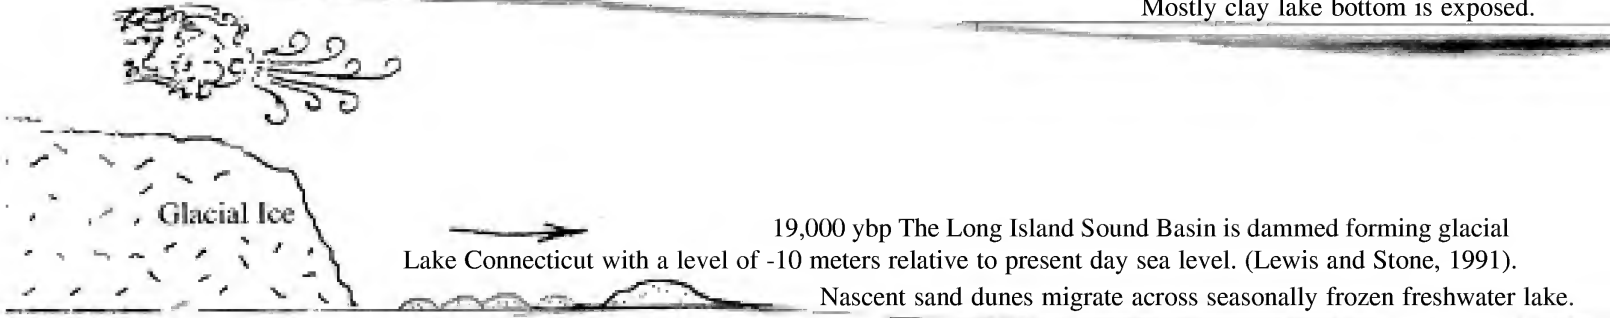 Mostly clay lake bottom is exposed.
Glacial Ice
19,000 ybp The Long Island Sound Basin is dammed forming glacial
Lake Connecticut with a level of -10 meters relative to present day sea level. (Lewis and Stone, 1991).
Nascent sand dunes migrate across seasonally frozen freshwater lake.